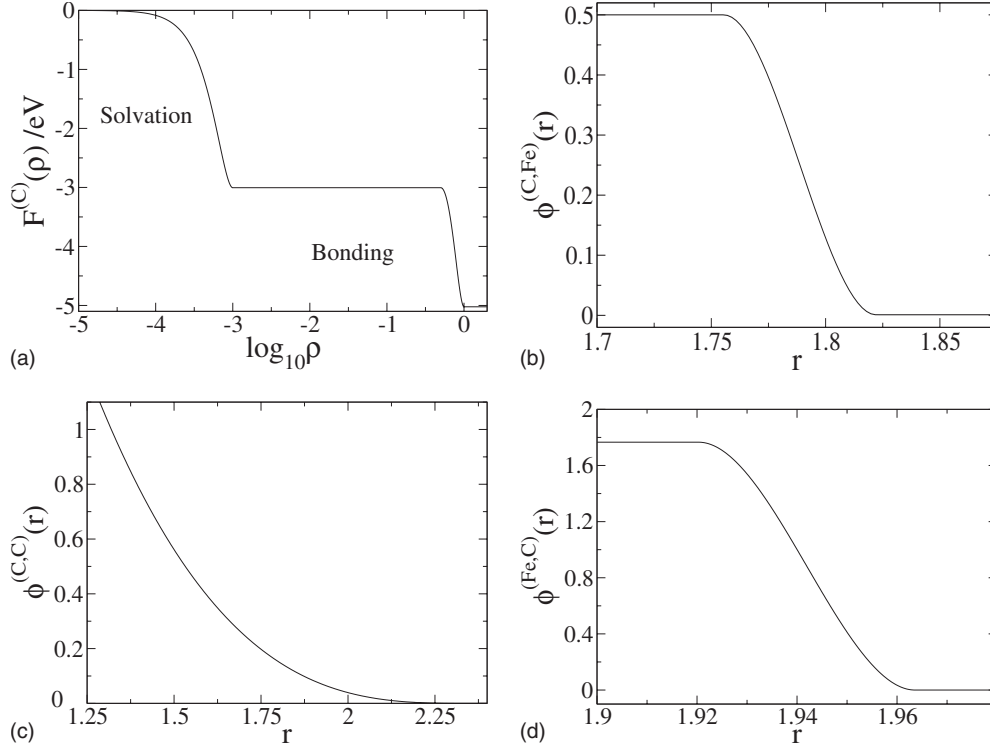 0
-1
-2
-3
-4
-5
F(C)(ρ) /eV
Solvation
Bonding
-5 -4 -3 -2 -1 0
log10ρ
(a)
0.5
0.4
0.3
0.2
0.1
0
ϕ(C,Fe)(r)
1.7 1.75 1.8 1.85
r
(b)
1
0.8
0.6
0.4
0.2
0
ϕ(C,C)(r)
1.25 1.5 1.75 2 2.25
r
(c)
2
1.6
1.2
0.8
0.4
0
ϕ(Fe,C)(r)
1.9 1.92 1.94 1.96
r
(d)